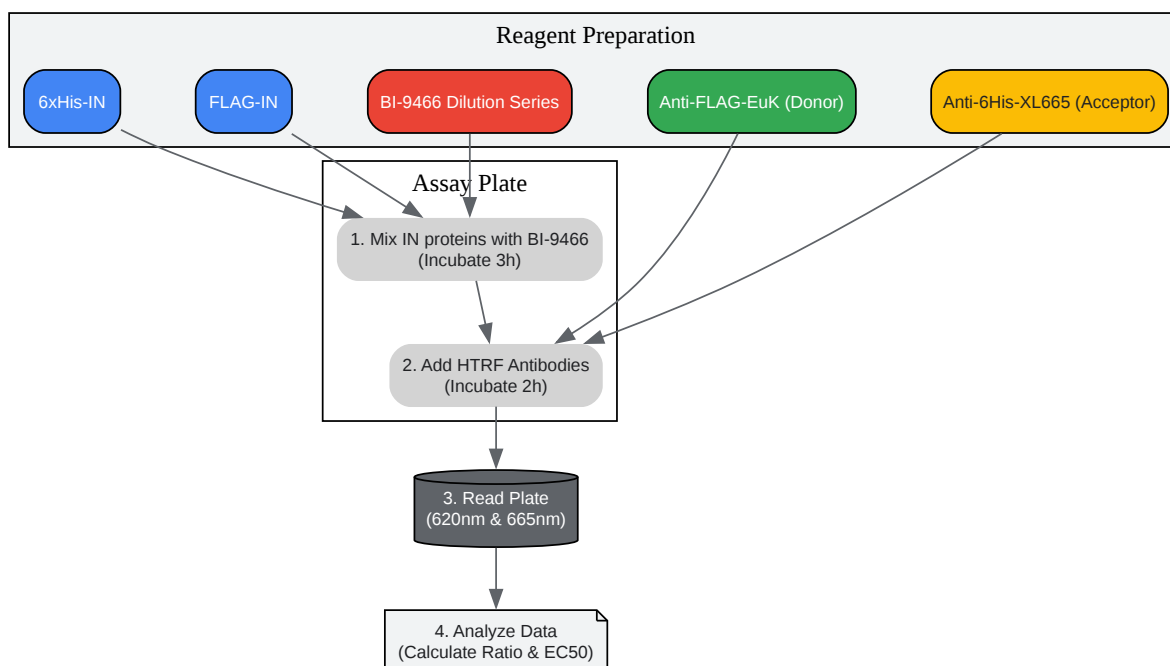 Reagent Preparation
6xHis-IN
FLAG-IN
BI-9466 Dilution Series
Anti-FLAG-EuK (Donor)
Anti-6His-XL665 (Acceptor)
Assay Plate
1. Mix IN proteins with BI-9466
(Incubate 3h)
2. Add HTRF Antibodies
(Incubate 2h)
3. Read Plate
(620nm & 665nm)
4. Analyze Data
(Calculate Ratio & EC50)